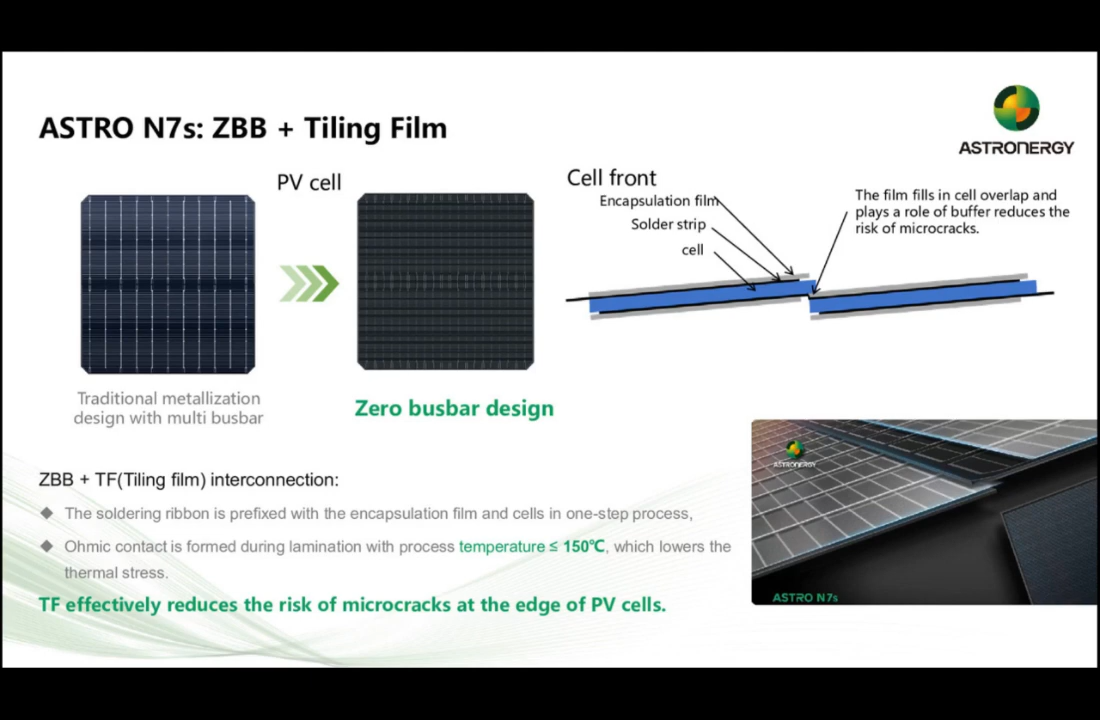 ASTRO N7s: ZBB + Tiling Film
ASTRONERGY
PV cell
Cell front
Encapsulation film
Solder strip
cell
The film fills in cell overlap and
plays a role of buffer reduces the
risk of microcracks.
Traditional metallization
design with multi busbar
Zero busbar design
ASTRONERGY
ZBB + TF(Tiling film) interconnection:
◆ The soldering ribbon is prefixed with the encapsulation film and cells in one-step process,
◆ Ohmic contact is formed during lamination with process temperature ≤ 150℃, which lowers the
thermal stress.
TF effectively reduces the risk of microcracks at the edge of PV cells.
ASTRO N7s